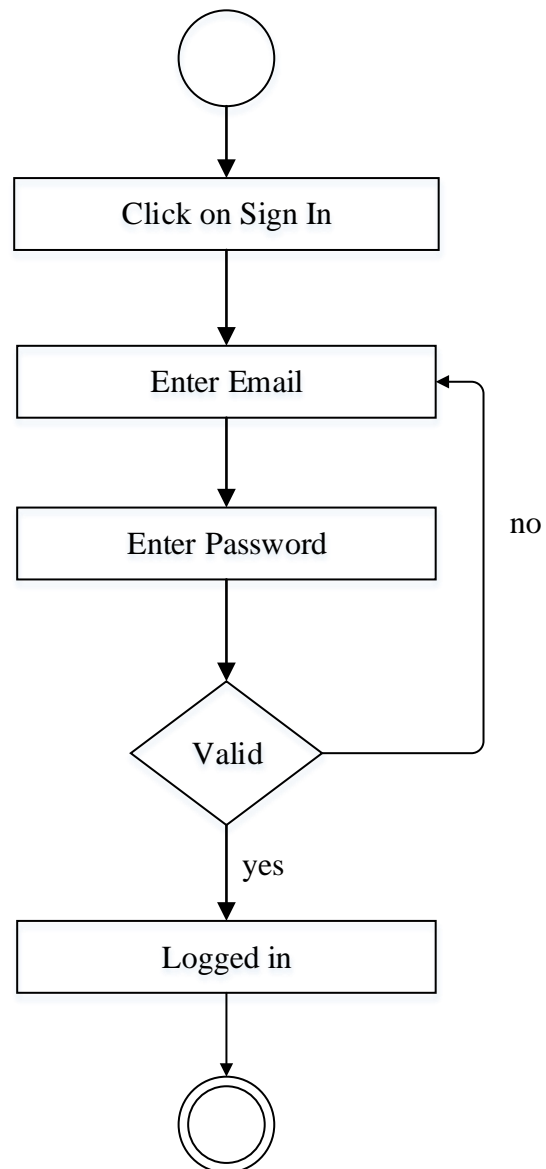 Click on Sign In
Enter Email
Enter Password
no
Valid
yes
Logged in